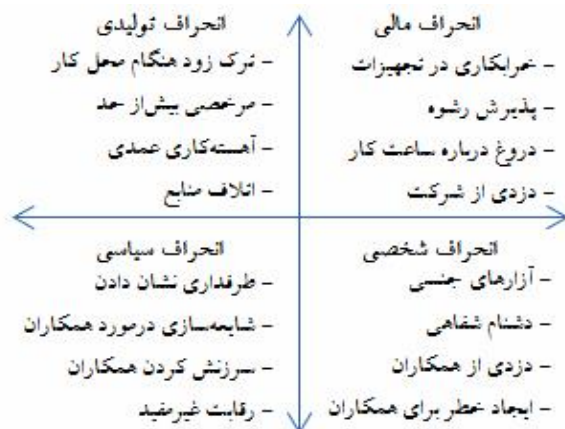 انحراف مالی
- خرابکاری در تجهیزات
- پذیرش رشوه
- دروغ درباره ساعت کار
- دزدی از شرکت
انحراف تولیدی
- ترک زود هنگام محل کار
- مرخصی بیش‌از حد
- آهسته‌کاری عمدی
- اتلاف منابع
انحراف شخصی
- آزارهای جنسی
- دشنام شفاهی
- دزدی از همکاران
- ایجاد خطر برای همکاران
انحراف سیاسی
- طرفداری نشان دادن
- شایعه‌سازی درمورد همکاران
- سرزنش کردن همکاران
- رقابت غیرمفید